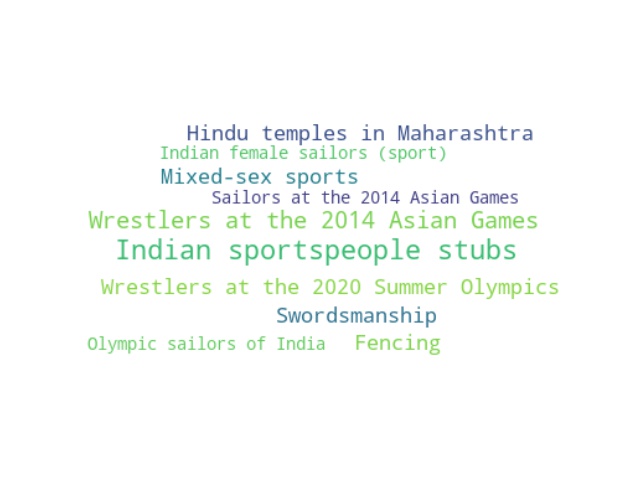 Hindu temples in Maharashtra
Indian female sailors (sport)
Mixed-sex sports
Sailors at the 2014 Asian Games
Wrestlers at the 2014 Asian Games
Indian sportspeople stubs
Wrestlers at the 2020 Summer Olympics
Swordsmanship
Olympic sailors of India Fencing